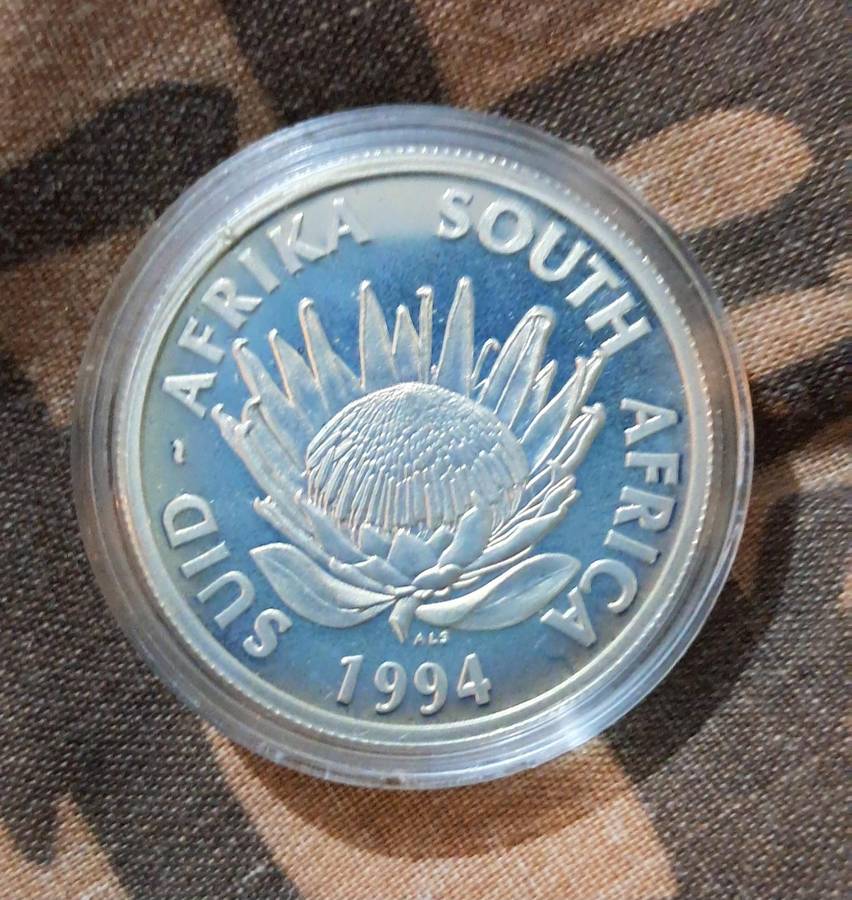 SUID ~ AFRIKA SOUTH AFRICA
ALS
1994